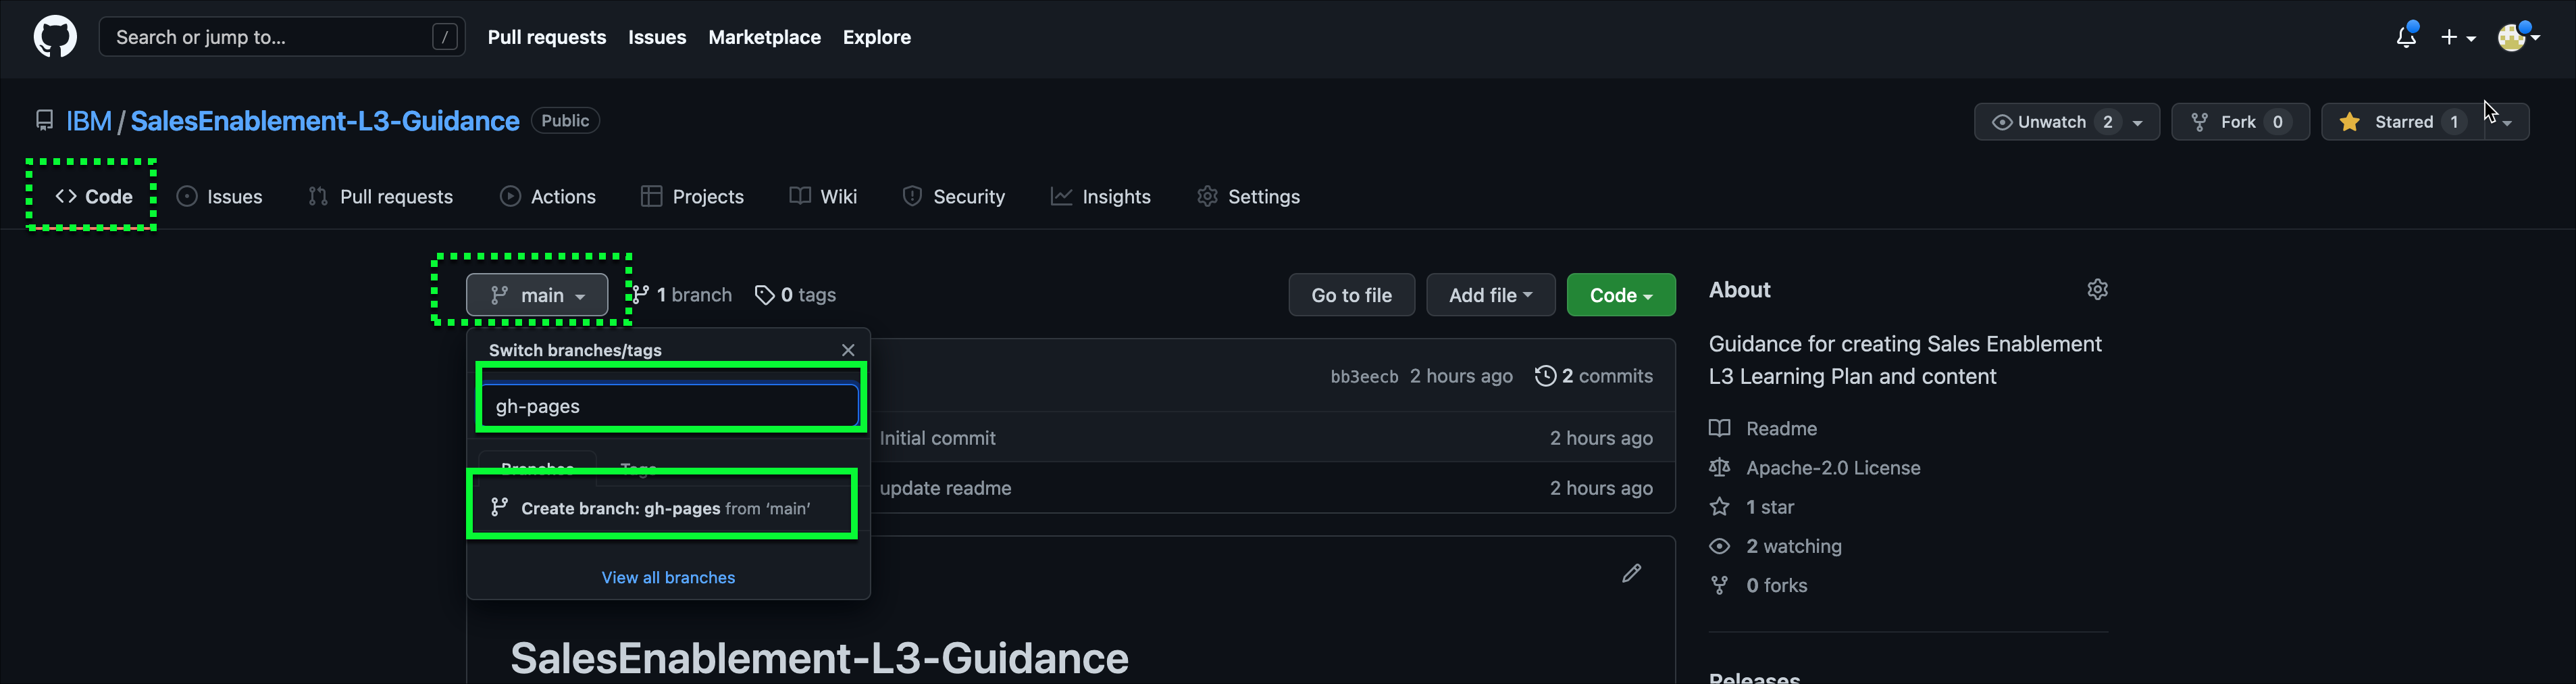 Search or jump to... / Pull requests Issues Marketplace Explore
IBM / SalesEnablement-L3-Guidance Public Unwatch 2 Fork 0 Starred 1
<> Code Issues Pull requests Actions Projects Wiki Security Insights Settings
main 1 branch 0 tags Go to file Add file Code
Switch branches/tags
gh-pages
Branches Tags
Create branch: gh-pages from ‘main’
View all branches
bb3eecb 2 hours ago 2 commits
Initial commit 2 hours ago
update readme 2 hours ago
SalesEnablement-L3-Guidance
About
Guidance for creating Sales Enablement
L3 Learning Plan and content
Readme
Apache-2.0 License
1 star
2 watching
0 forks
Releases